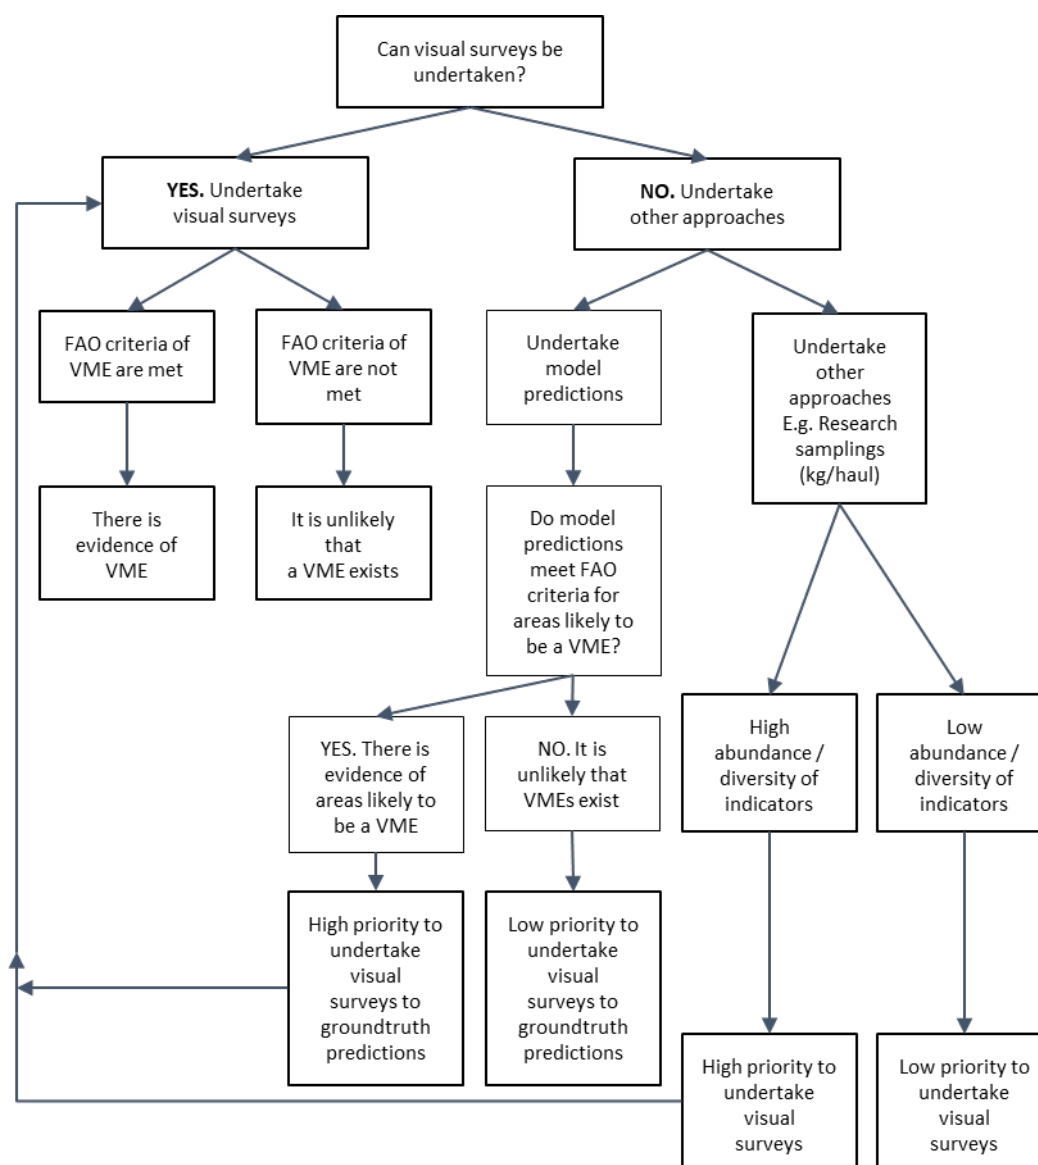 Can visual surveys be
undertaken?
YES. Undertake
visual surveys
NO. Undertake
other approaches
FAO criteria of
VME are met
FAO criteria of
VME are not
met
Undertake
model
predictions
Undertake
other
approaches
E.g. Research
samplings
(kg/haul)
There is
evidence of
VME
It is unlikely
that
a VME exists
Do model
predictions
meet FAO
criteria for
areas likely to
be a VME?
YES. There is
evidence of
areas likely to
be a VME
NO. It is
unlikely that
VMEs exist
High
abundance /
diversity of
indicators
Low
abundance /
diversity of
indicators
High priority to
undertake
visual
surveys to
groundtruth
predictions
Low priority to
undertake
visual
surveys to
groundtruth
predictions
High priority to
undertake
visual
surveys
Low priority to
undertake
visual
surveys